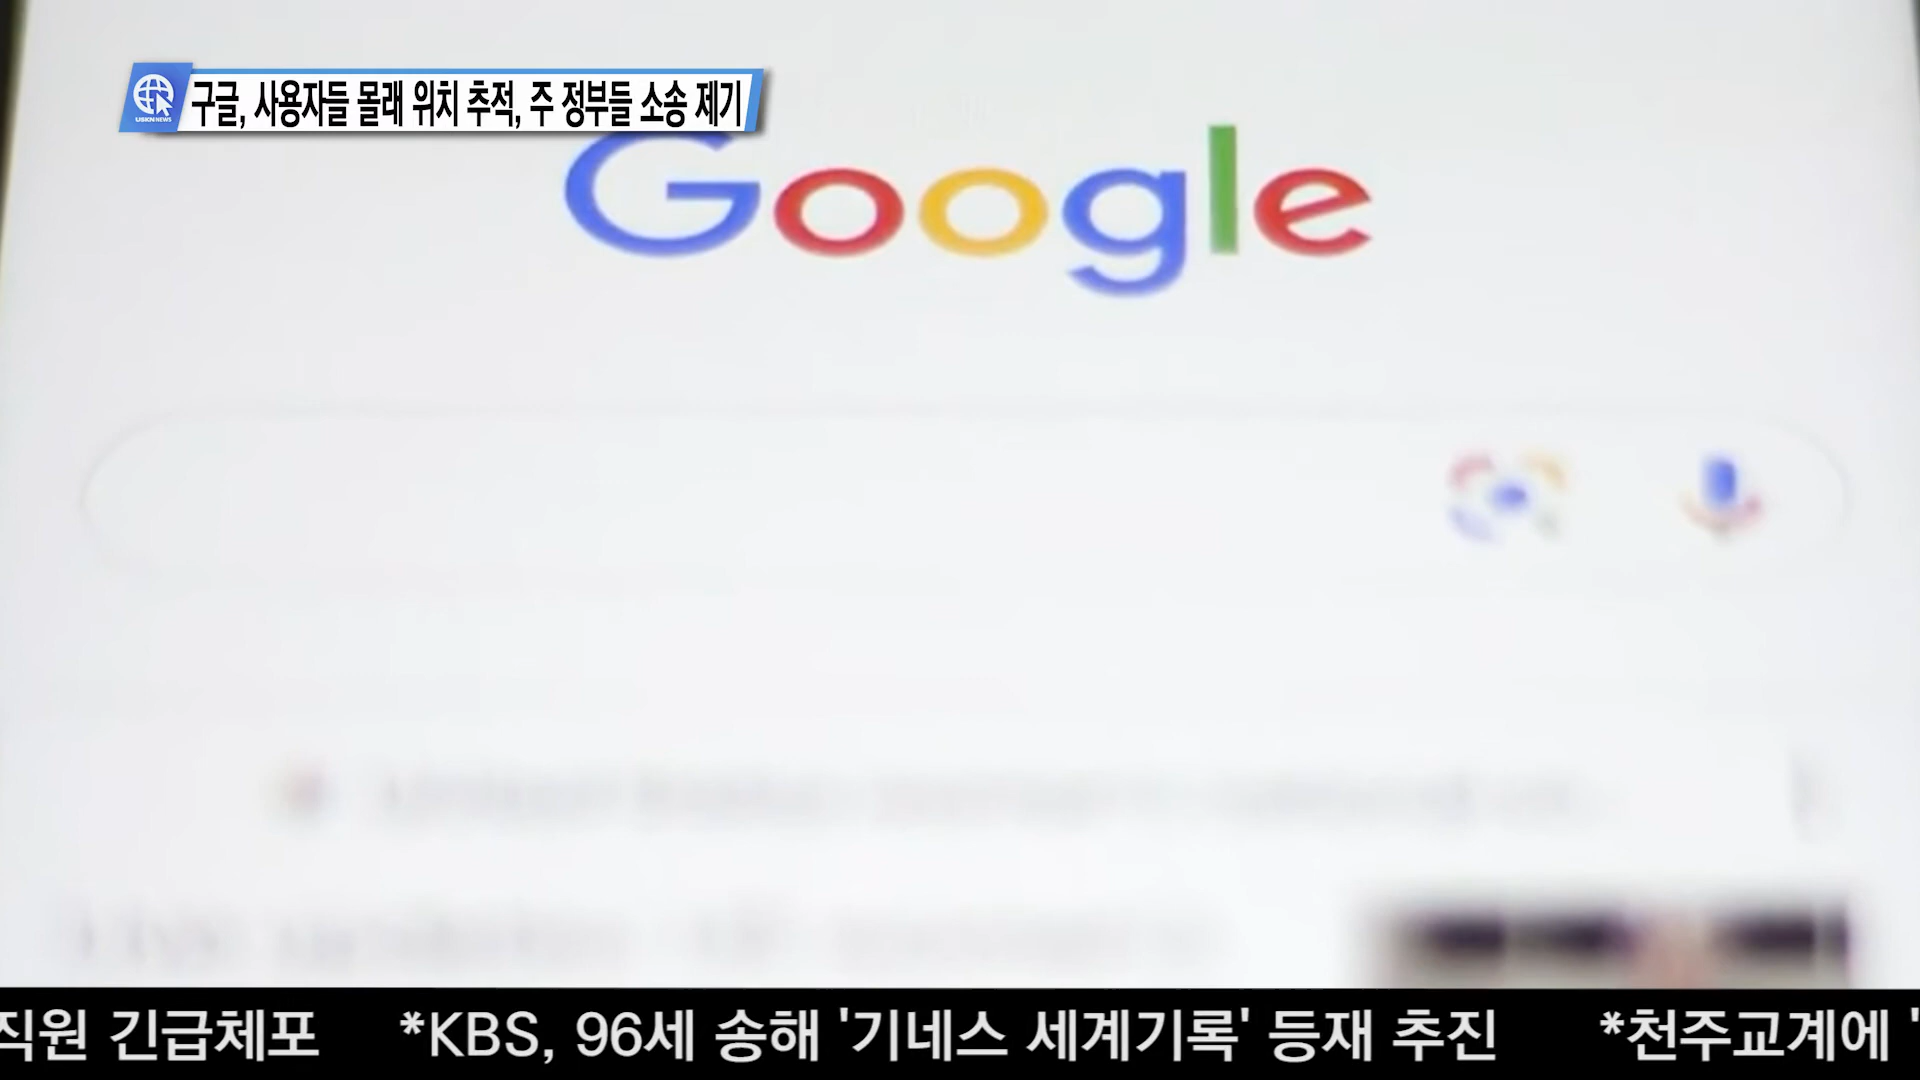 구글, 사용자들 몰래 위치 추적, 주 정부들 소송 제기
USKN NEWS
Google
직원 긴급체포 *KBS, 96세 송해 '기네스 세계기록' 등재 추진 *천주교계에 '